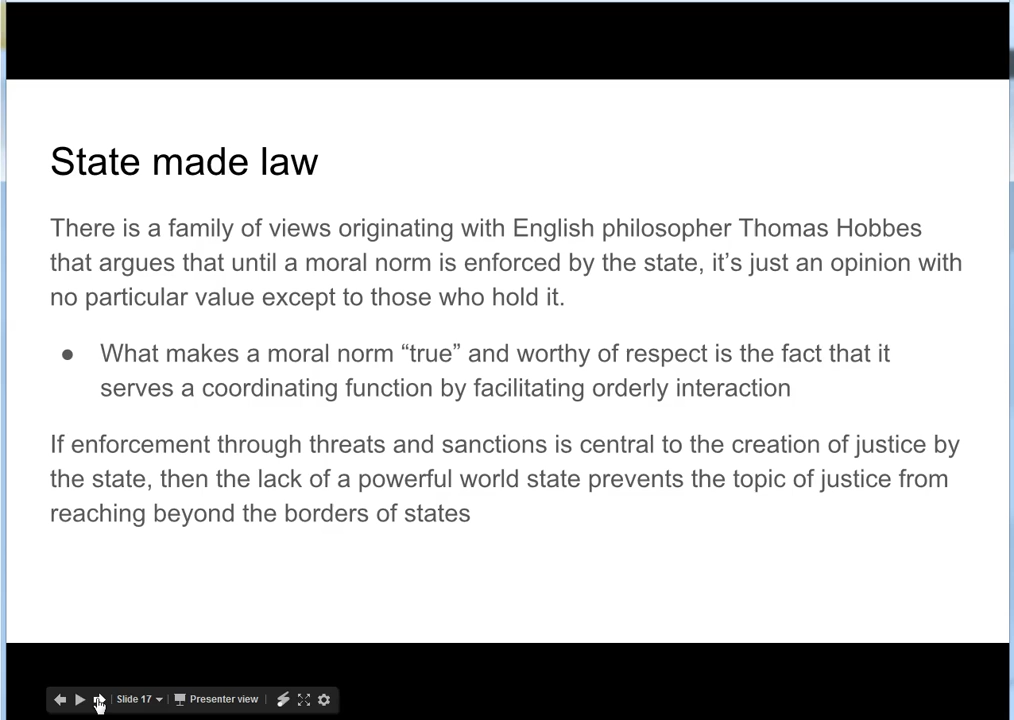 State made law
There is a family of views originating with English philosopher Thomas Hobbes
that argues that until a moral norm is enforced by the state, it’s just an opinion with
no particular value except to those who hold it.
● What makes a moral norm “true” and worthy of respect is the fact that it
serves a coordinating function by facilitating orderly interaction
If enforcement through threats and sanctions is central to the creation of justice by
the state, then the lack of a powerful world state prevents the topic of justice from
reaching beyond the borders of states
Slide 17 Presenter view